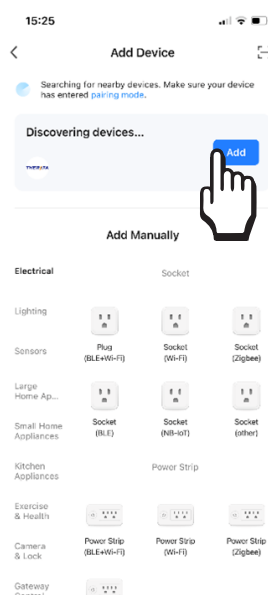 15:25
Add Device
Searching for nearby devices. Make sure your device
has entered pairing mode.
Discovering devices...
Add
Add Manually
Electrical
Socket
Lighting
Plug
(BLE+Wi-Fi)
Socket
(Wi-Fi)
Socket
(Zigbee)
Sensors
Large
Home Ap...
Socket
(BLE)
Socket
(NB-IoT)
Socket
(other)
Small Home
Appliances
Kitchen
Appliances
Power Strip
Exercise
& Health
Power Strip
(BLE+Wi-Fi)
Power Strip
(Wi-Fi)
Power Strip
(Zigbee)
Camera
& Lock
Gateway